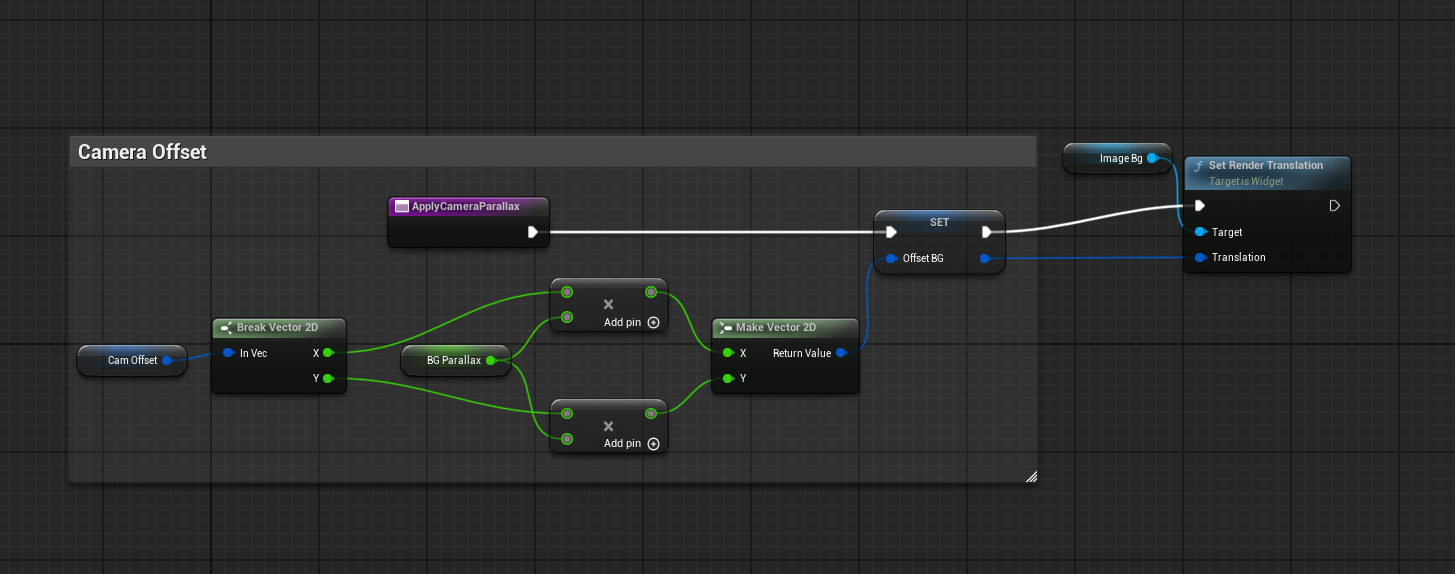 Camera Offset
Image Bg
Set Render Translation
Target is Widget
ApplyCameraParallax
SET
Target
Offset BG
Translation
Add pin
Break Vector 2D
Make Vector 2D
Cam Offset
In Vec
X
BG Parallax
X
Return Value
Y
Y
Add pin